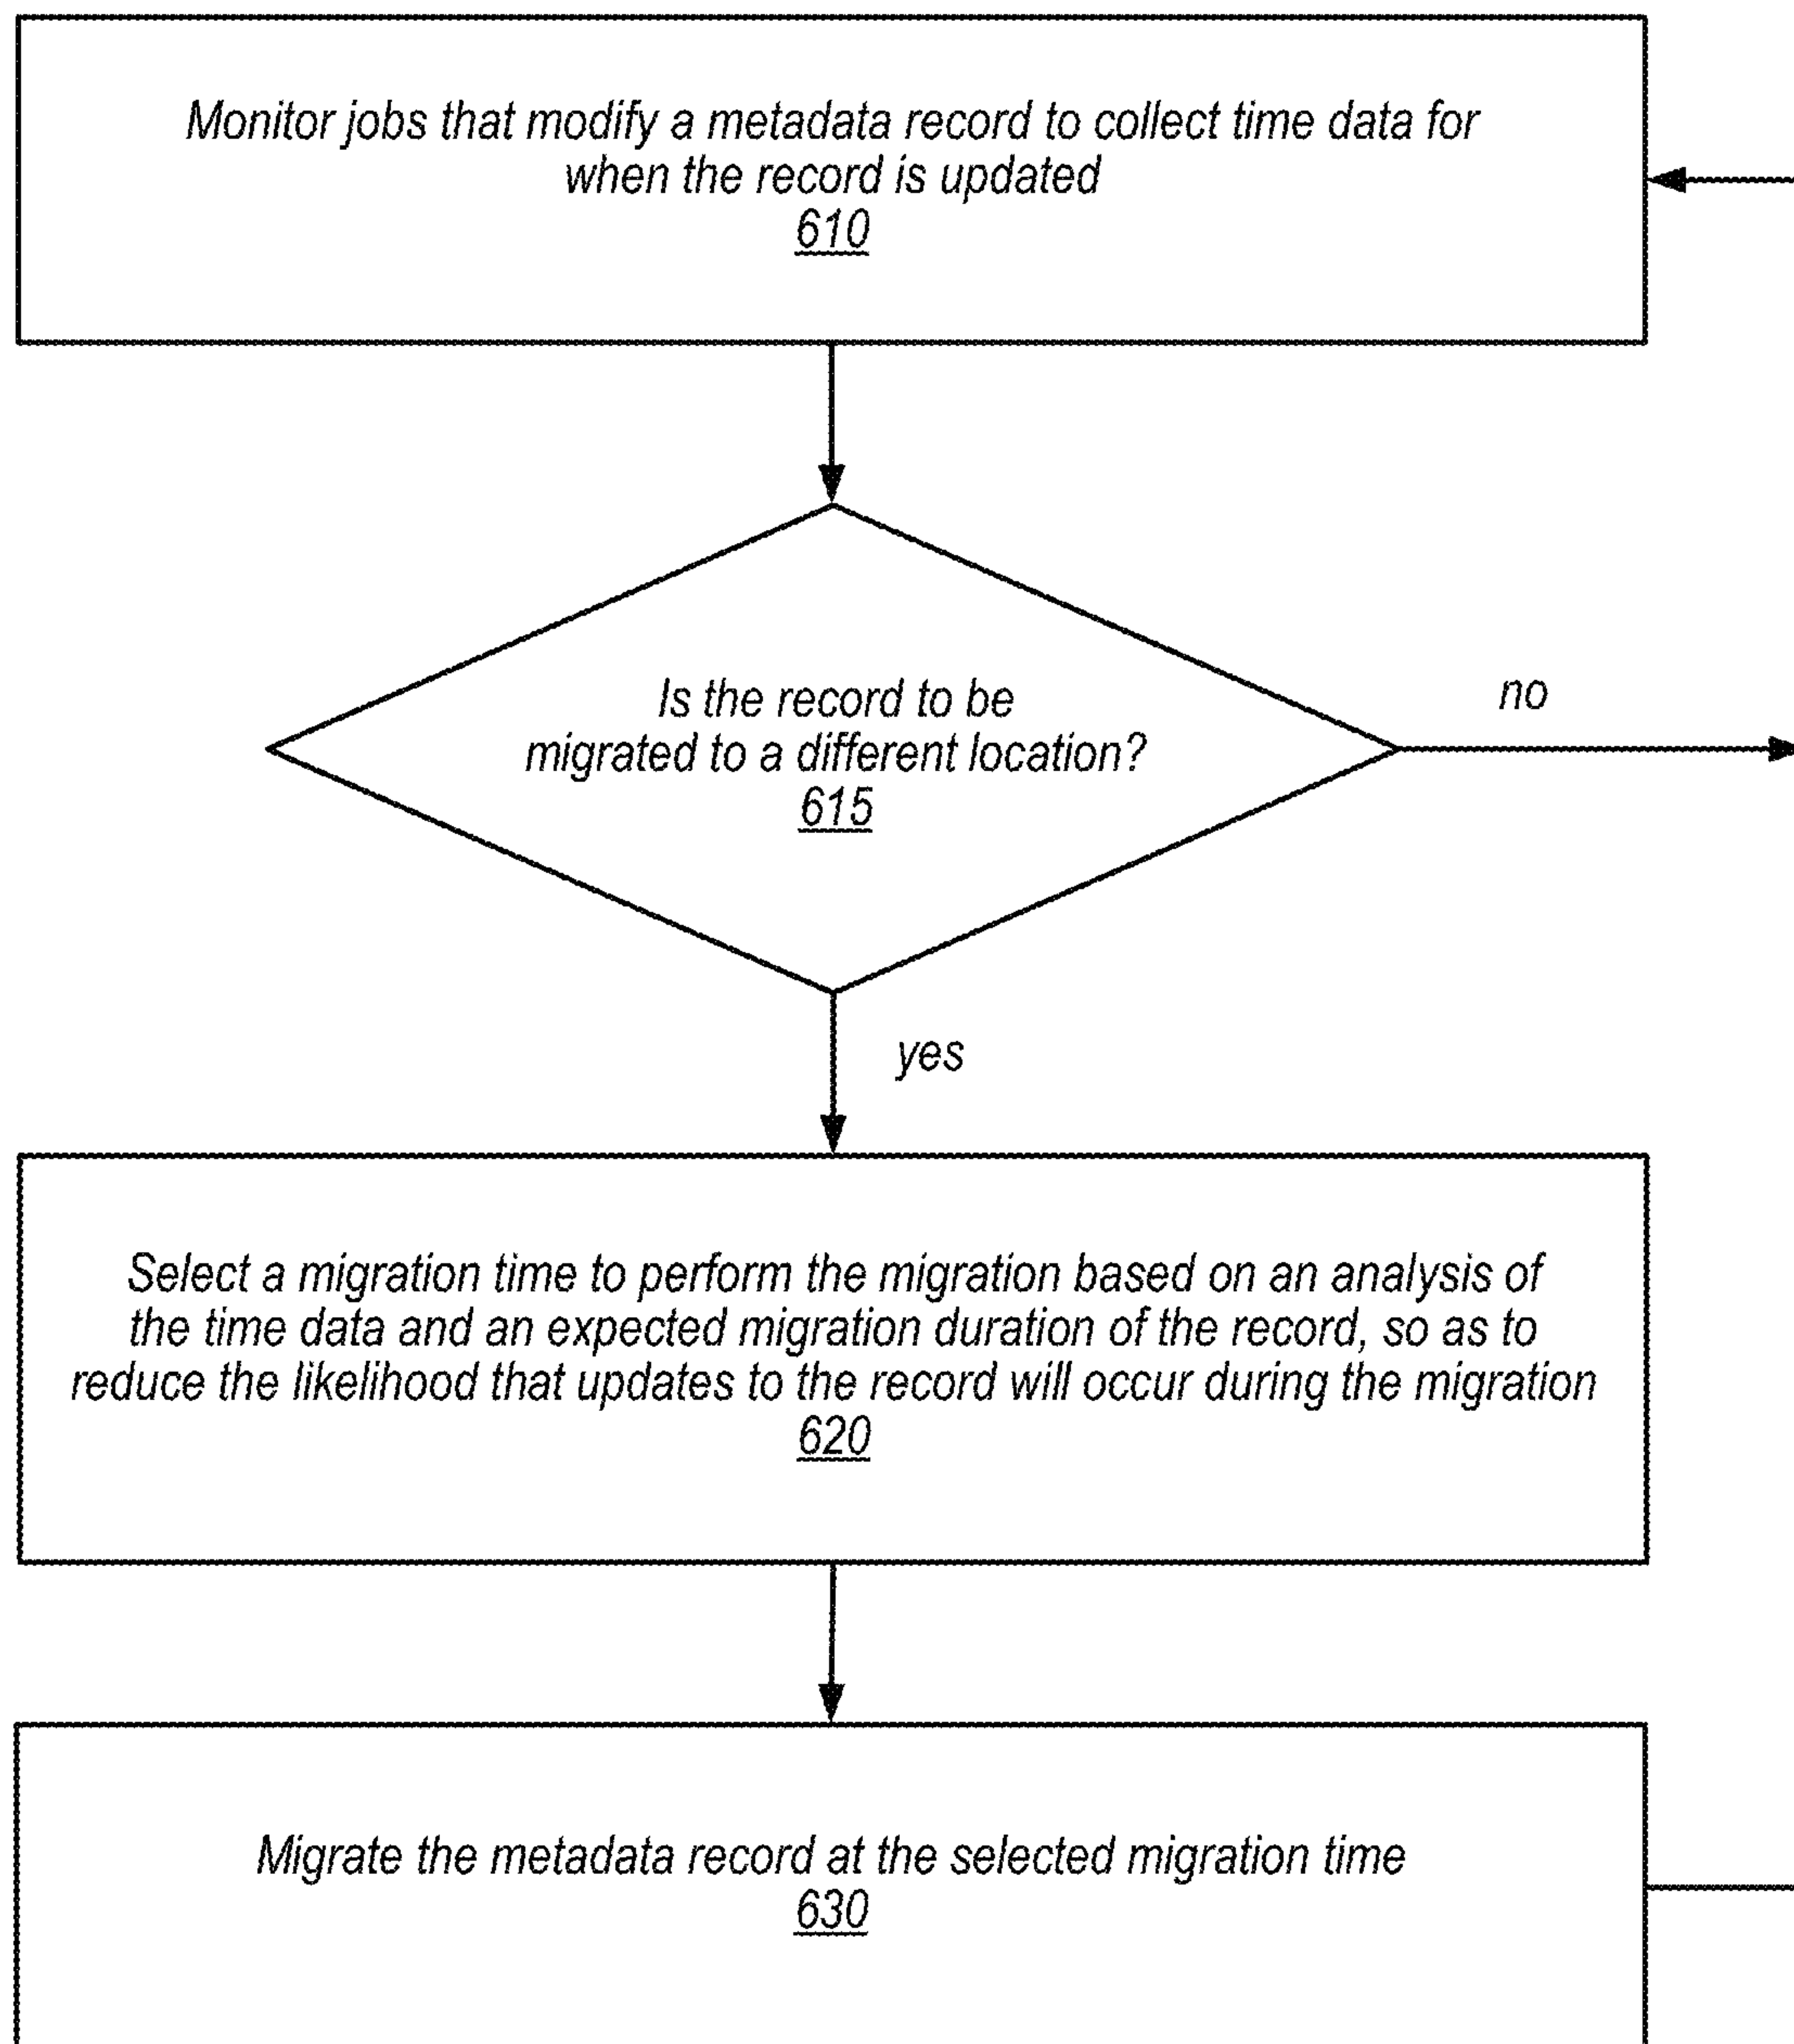 Monitor jobs that modify a metadata record to collect time data for
when the record is updated
610
Is the record to be
migrated to a different location?
615
no
yes
Select a migration time to perform the migration based on an analysis of
the time data and an expected migration duration of the record, so as to
reduce the likelihood that updates to the record will occur during the migration
620
Migrate the metadata record at the selected migration time
630